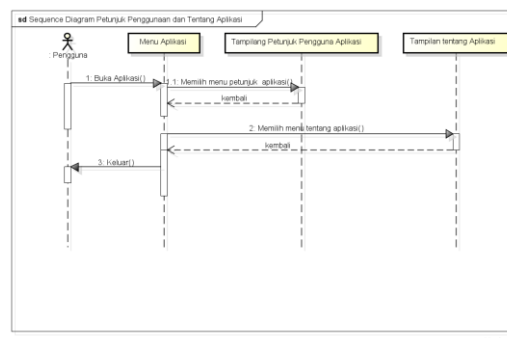 sd Sequence Diagram Petunjuk Penggunaan dan Tentang Aplikasi
Pengguna
Menu Aplikasi
Tampilang Petunjuk Pengguna Aplikasi
Tampilan tentang Aplikasi
1: Buka Aplikasi()
1.1: Memilih menu petunjuk aplikasi()
kembali
2: Memilih menu tentang aplikasi()
kembali
3: Keluar()